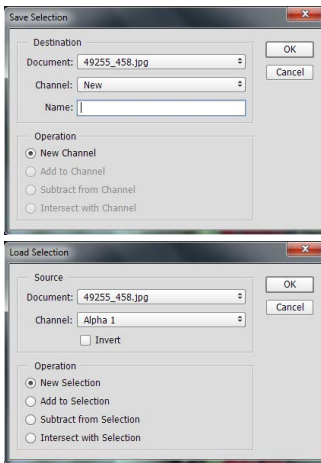 Save Selection
Destination
OK
Document: 49255_458.jpg
Cancel
Channel: New
Name:
Operation
New Channel
Add to Channel
Subtract from Channel
Intersect with Channel
Load Selection
Source
OK
Document: 49255_458.jpg
Cancel
Channel: Alpha 1
Invert
Operation
New Selection
Add to Selection
Subtract from Selection
Intersect with Selection